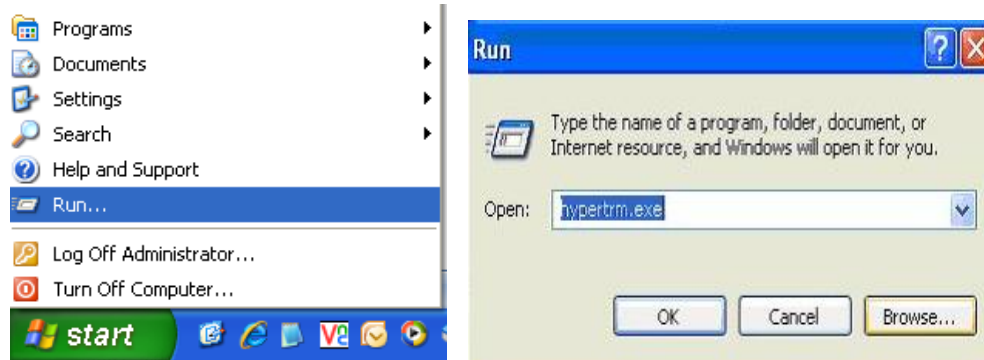 Programs
Documents
Settings
Search
Help and Support
Run...
Log Off Administrator...
Turn Off Computer...
start
Run
Type the name of a program, folder, document, or
Internet resource, and Windows will open it for you.
Open: hypertrm.exe
OK Cancel Browse...